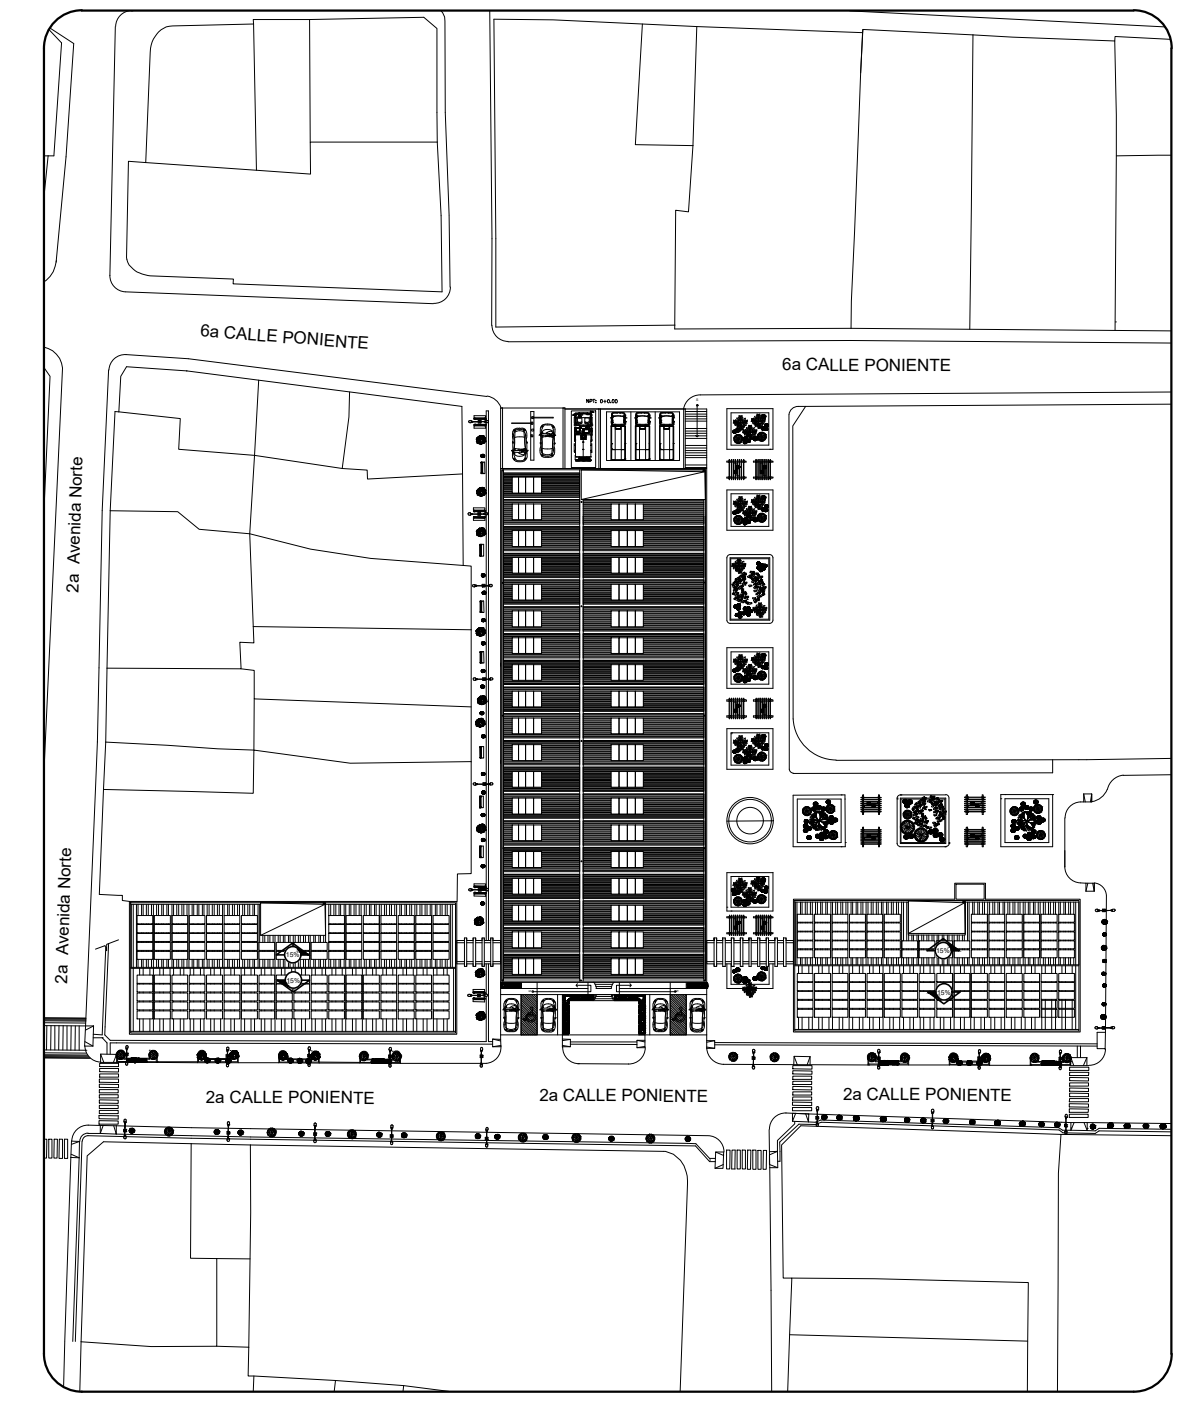 6a CALLE PONIENTE
6a CALLE PONIENTE
NPT: 0+0.00
2a Avenida Norte
2a Avenida Norte
15%
15%
15%
15%
2a CALLE PONIENTE
2a CALLE PONIENTE
2a CALLE PONIENTE